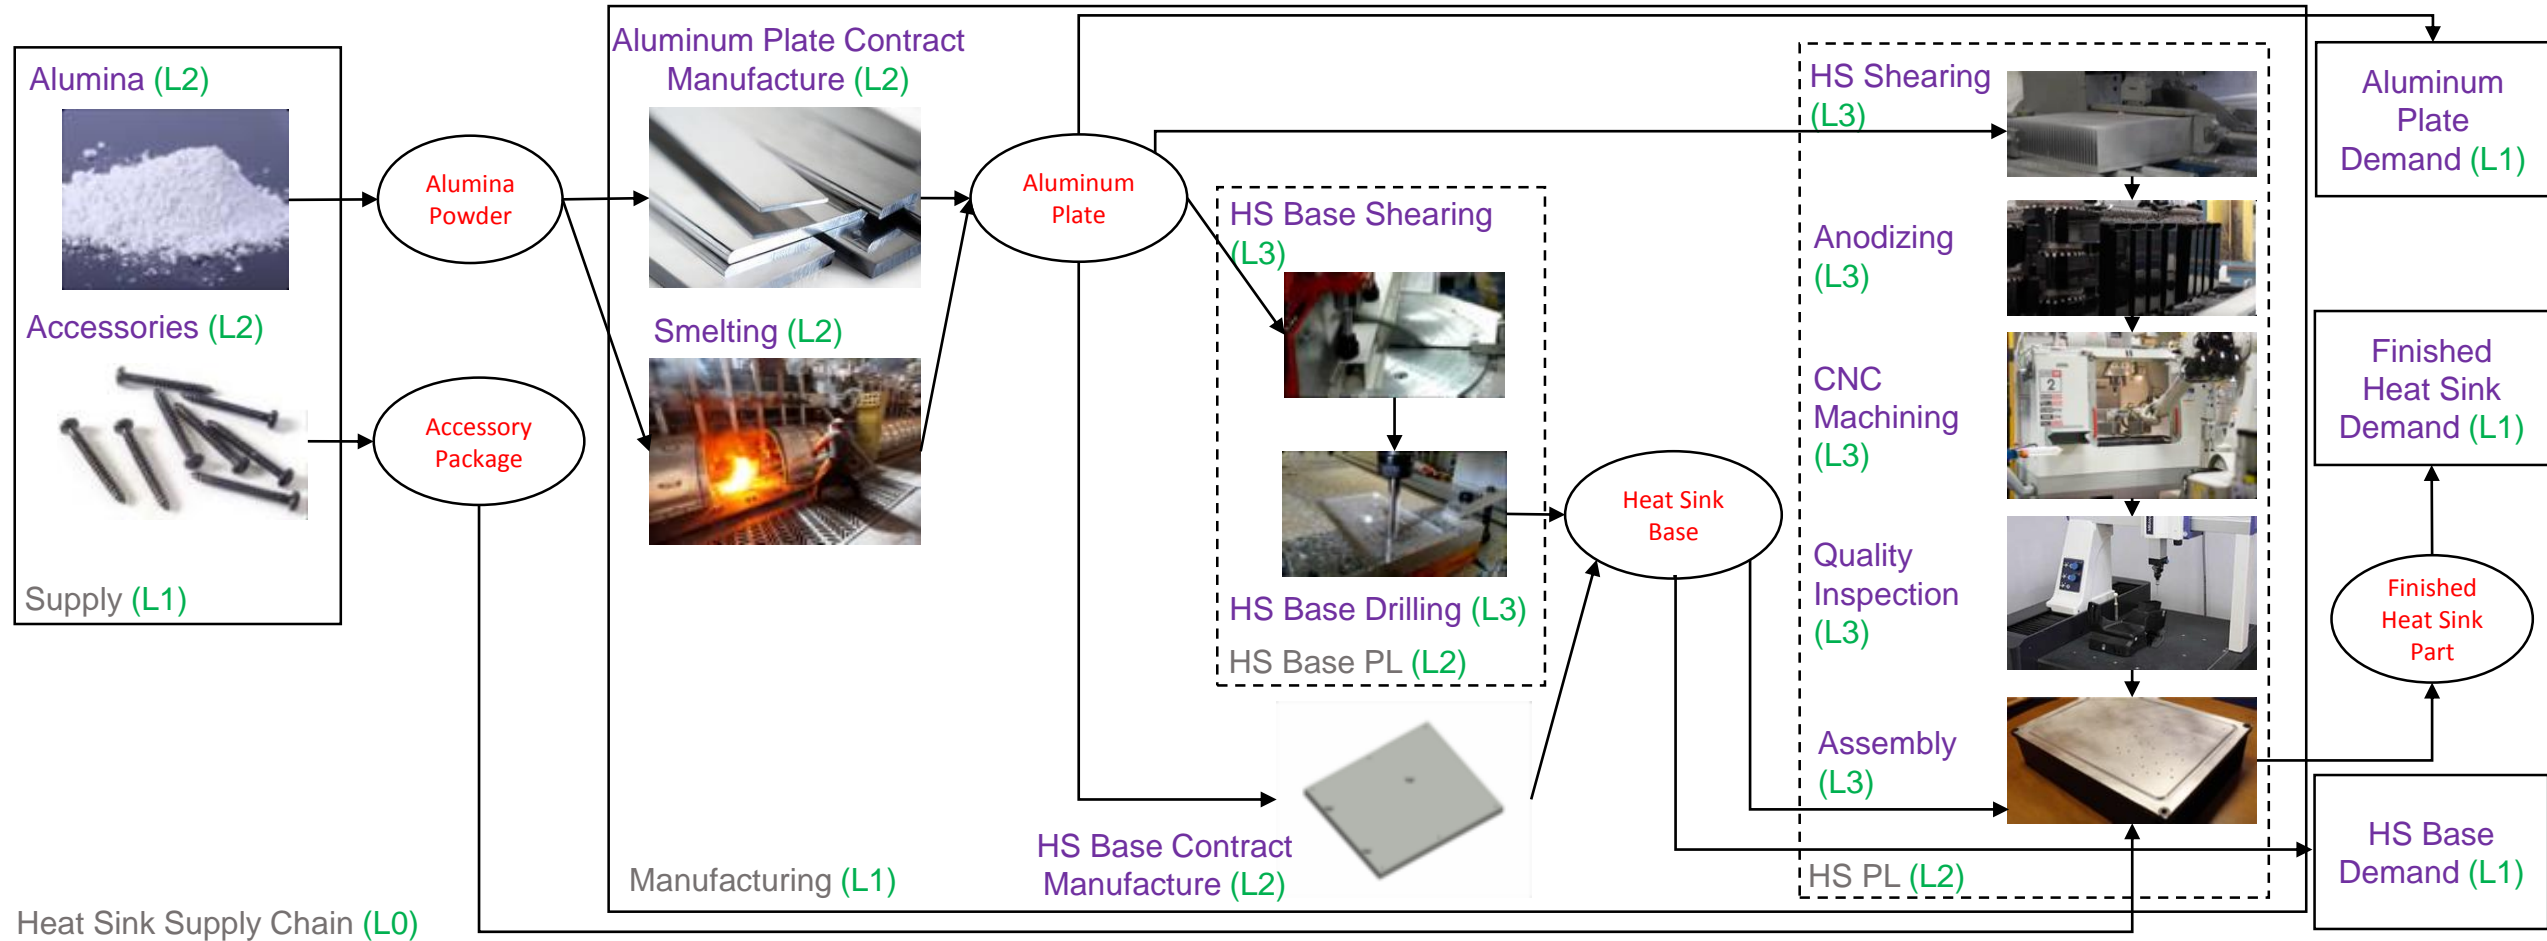 Alumina (L2)
Accessories (L2)
Supply (L1)
Heat Sink Supply Chain (L0)
Alumina
Powder
Accessory
Package
Aluminum Plate Contract
Manufacture (L2)
Smelting (L2)
Manufacturing (L1)
Aluminum
Plate
HS Base Shearing
(L3)
HS Base Drilling (L3)
HS Base PL (L2)
HS Base Contract
Manufacture (L2)
Heat Sink
Base
HS Shearing
(L3)
Anodizing
(L3)
CNC
Machining
(L3)
Quality
Inspection
(L3)
Assembly
(L3)
HS PL (L2)
Aluminum
Plate
Demand (L1)
Finished
Heat Sink
Demand (L1)
Finished
Heat Sink
Part
HS Base
Demand (L1)